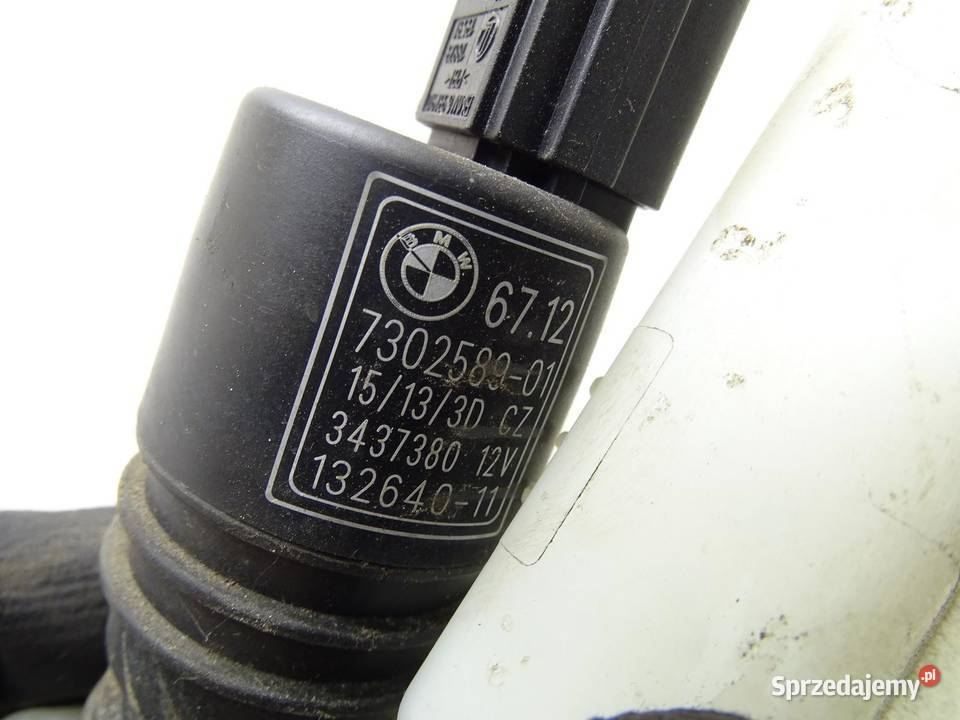 BMW
67.12
7302589-01
15/13/3D CZ
3437380 12V
132640-11
Sprzedajemy.pl